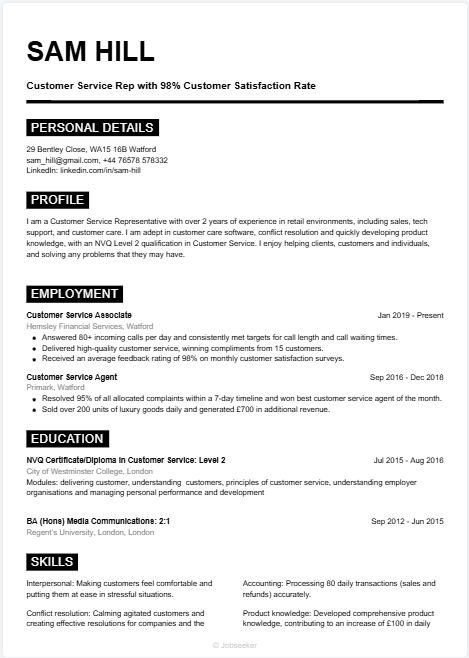 SAM HILL
Customer Service Rep with 98% Customer Satisfaction Rate
PERSONAL DETAILS
29 Bentley Close, WA15 16B Watford
sam_hill@gmail.com, +44 76578 578332
LinkedIn: linkedin.com/in/sam-hill
PROFILE
I am a Customer Service Representative with over 2 years of experience in retail environments, including sales, tech
support, and customer care. I am adept in customer care software, conflict resolution and quickly developing product
knowledge, with an NVQ Level 2 qualification in Customer Service. I enjoy helping clients, customers and individuals,
and solving any problems that they may have.
EMPLOYMENT
Customer Service Associate Jan 2019 - Present
Hemsley Financial Services, Watford
• Answered 80+ incoming calls per day and consistently met targets for call length and call waiting times.
• Delivered high-quality customer service, winning compliments from 15 customers.
• Received an average feedback rating of 98% on monthly customer satisfaction surveys.
Customer Service Agent Sep 2016 - Dec 2018
Primark, Watford
• Resolved 95% of all allocated complaints within a 7-day timeline and won best customer service agent of the month.
• Sold over 200 units of luxury goods daily and generated £700 in additional revenue.
EDUCATION
NVQ Certificate/Diploma in Customer Service: Level 2 Jul 2015 - Aug 2016
City of Westminster College, London
Modules: delivering customer, understanding customers, principles of customer service, understanding employer
organisations and managing personal performance and development
BA (Hons) Media Communications: 2:1 Sep 2012 - Jun 2015
Regent's University, London, London
SKILLS
Interpersonal: Making customers feel comfortable and
putting them at ease in stressful situations.
Conflict resolution: Calming agitated customers and
creating effective resolutions for companies and the
Accounting: Processing 80 daily transactions (sales and
refunds) accurately.
Product knowledge: Developed comprehensive product
knowledge, contributing to an increase of £100 in daily
© Jobseeker